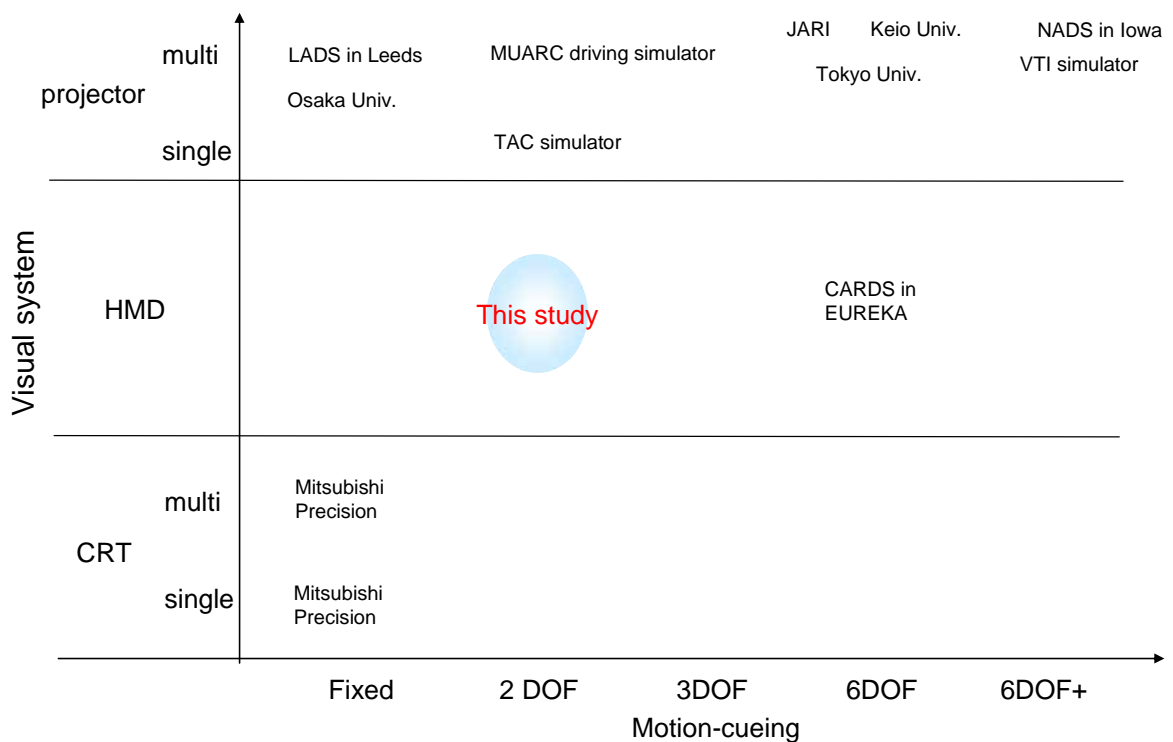 JARI Keio Univ. NADS in Iowa
multi LADS in Leeds MUARC driving simulator VTI simulator
Tokyo Univ.
projector
Osaka Univ.
single TAC simulator
Visual system
HMD This study CARDS in
EUREKA
multi Mitsubishi
Precision
CRT
single Mitsubishi
Precision
Fixed 2 DOF 3DOF 6DOF 6DOF+
Motion-cueing